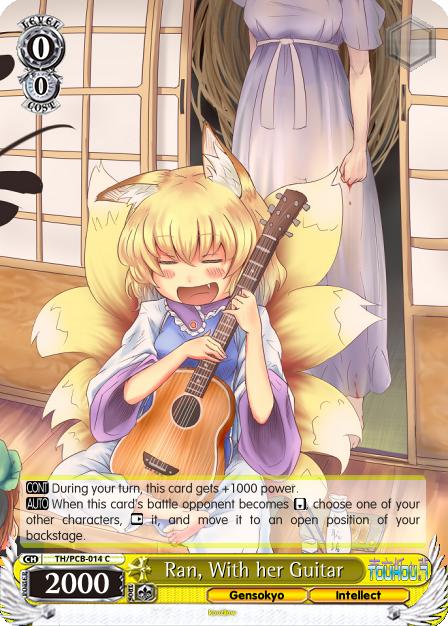 LEVEL
0
0
COST
CONT During your turn, this card gets +1000 power.
AUTO When this card's battle opponent becomes , choose one of your
other characters, it, and move it to an open position of your
backstage.
CH TH/PCB-014 C
POWER 2000 SOUL Ran, With her Guitar TOUHOU
Gensokyo Intellect